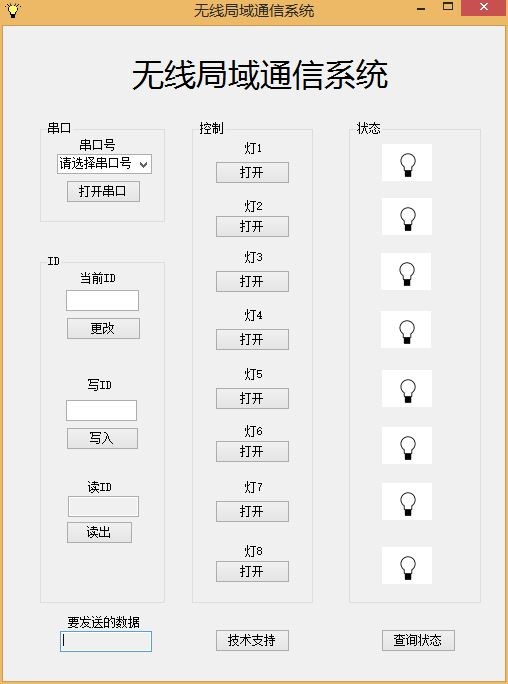 无线局域通信系统
无线局域通信系统
串口
串口号
请选择串口号
打开串口
ID
当前ID
更改
写ID
写入
读ID
读出
要发送的数据
控制
灯1
打开
灯2
打开
灯3
打开
灯4
打开
灯5
打开
灯6
打开
灯7
打开
灯8
打开
技术支持
状态
查询状态